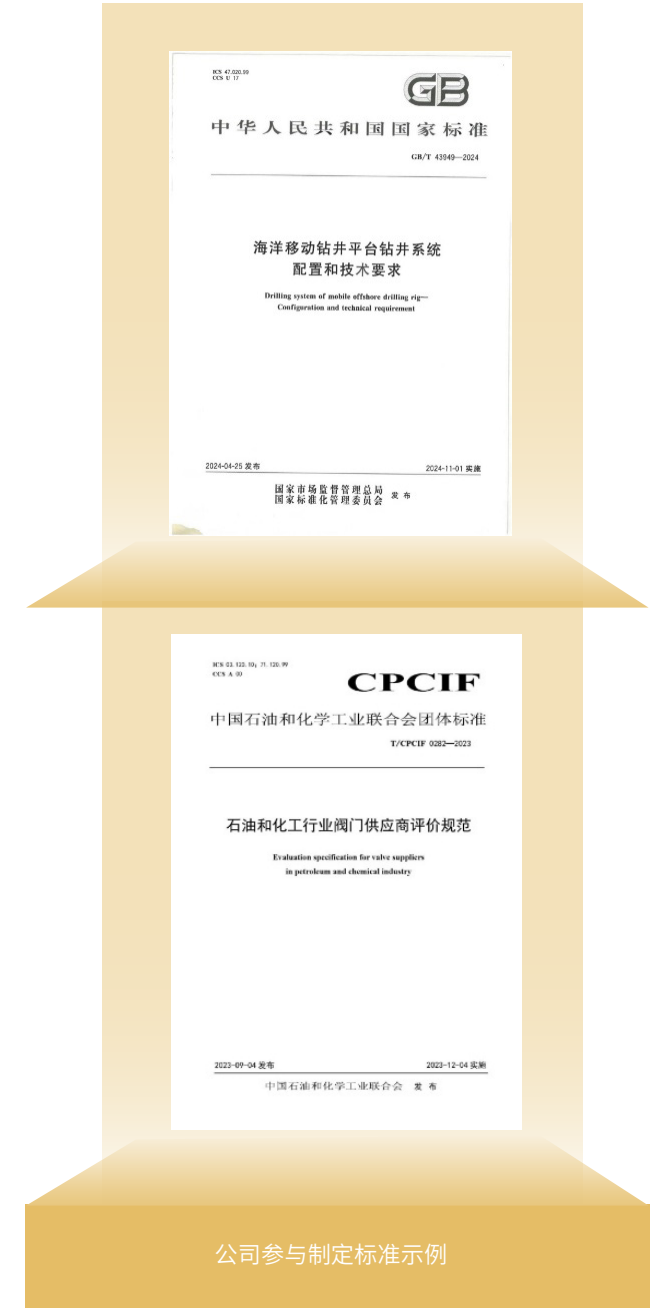 ICS 47.020.99
CCS U 17
GB
中华人民共和国国家标准
GB/T 43949—2024
海洋移动钻井平台钻井系统
配置和技术要求
Drilling system of mobile offshore drilling rig—
Configuration and technical requirement
2024-04-25 发布
2024-11-01 实施
国家市场监督管理总局
国家标准化管理委员会
发布
CCS A 00
CPCIF
中国石油和化学工业联合会团体标准
T/CPCIF 0282—2023
石油和化工行业阀门供应商评价规范
Evaluation specification for valve suppliers
in petroleum and chemical industry
2023-09-04 发布
2023-12-04 实施
中国石油和化学工业联合会 发布
公司参与制定标准示例